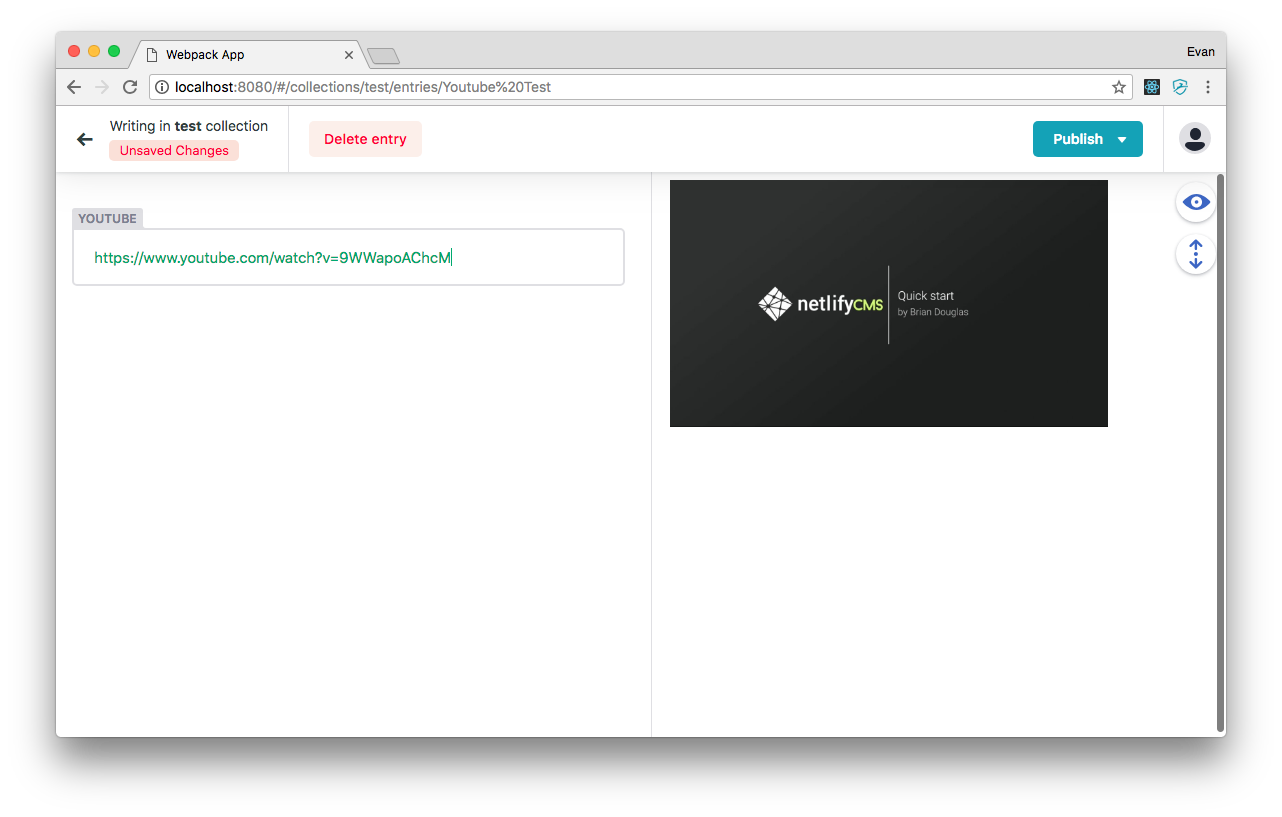 Webpack App
Evan
localhost:8080/#/collections/test/entries/Youtube%20Test
Writing in test collection
Unsaved Changes
Delete entry
Publish
YOUTUBE
https://www.youtube.com/watch?v=9WWapoAChcM
netlifyCMS
Quick start
by Brian Douglas